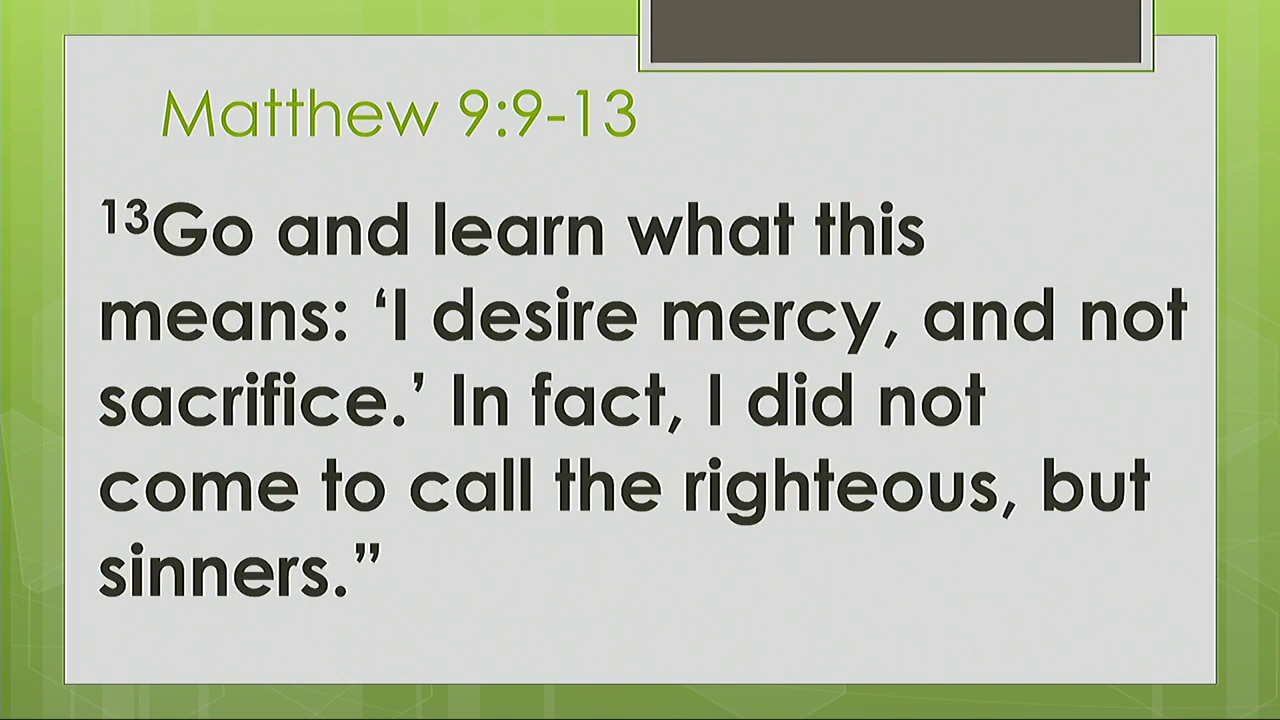 Matthew 9:9-13
¹³Go and learn what this
means: ‘I desire mercy, and not
sacrifice.’ In fact, I did not
come to call the righteous, but
sinners.”